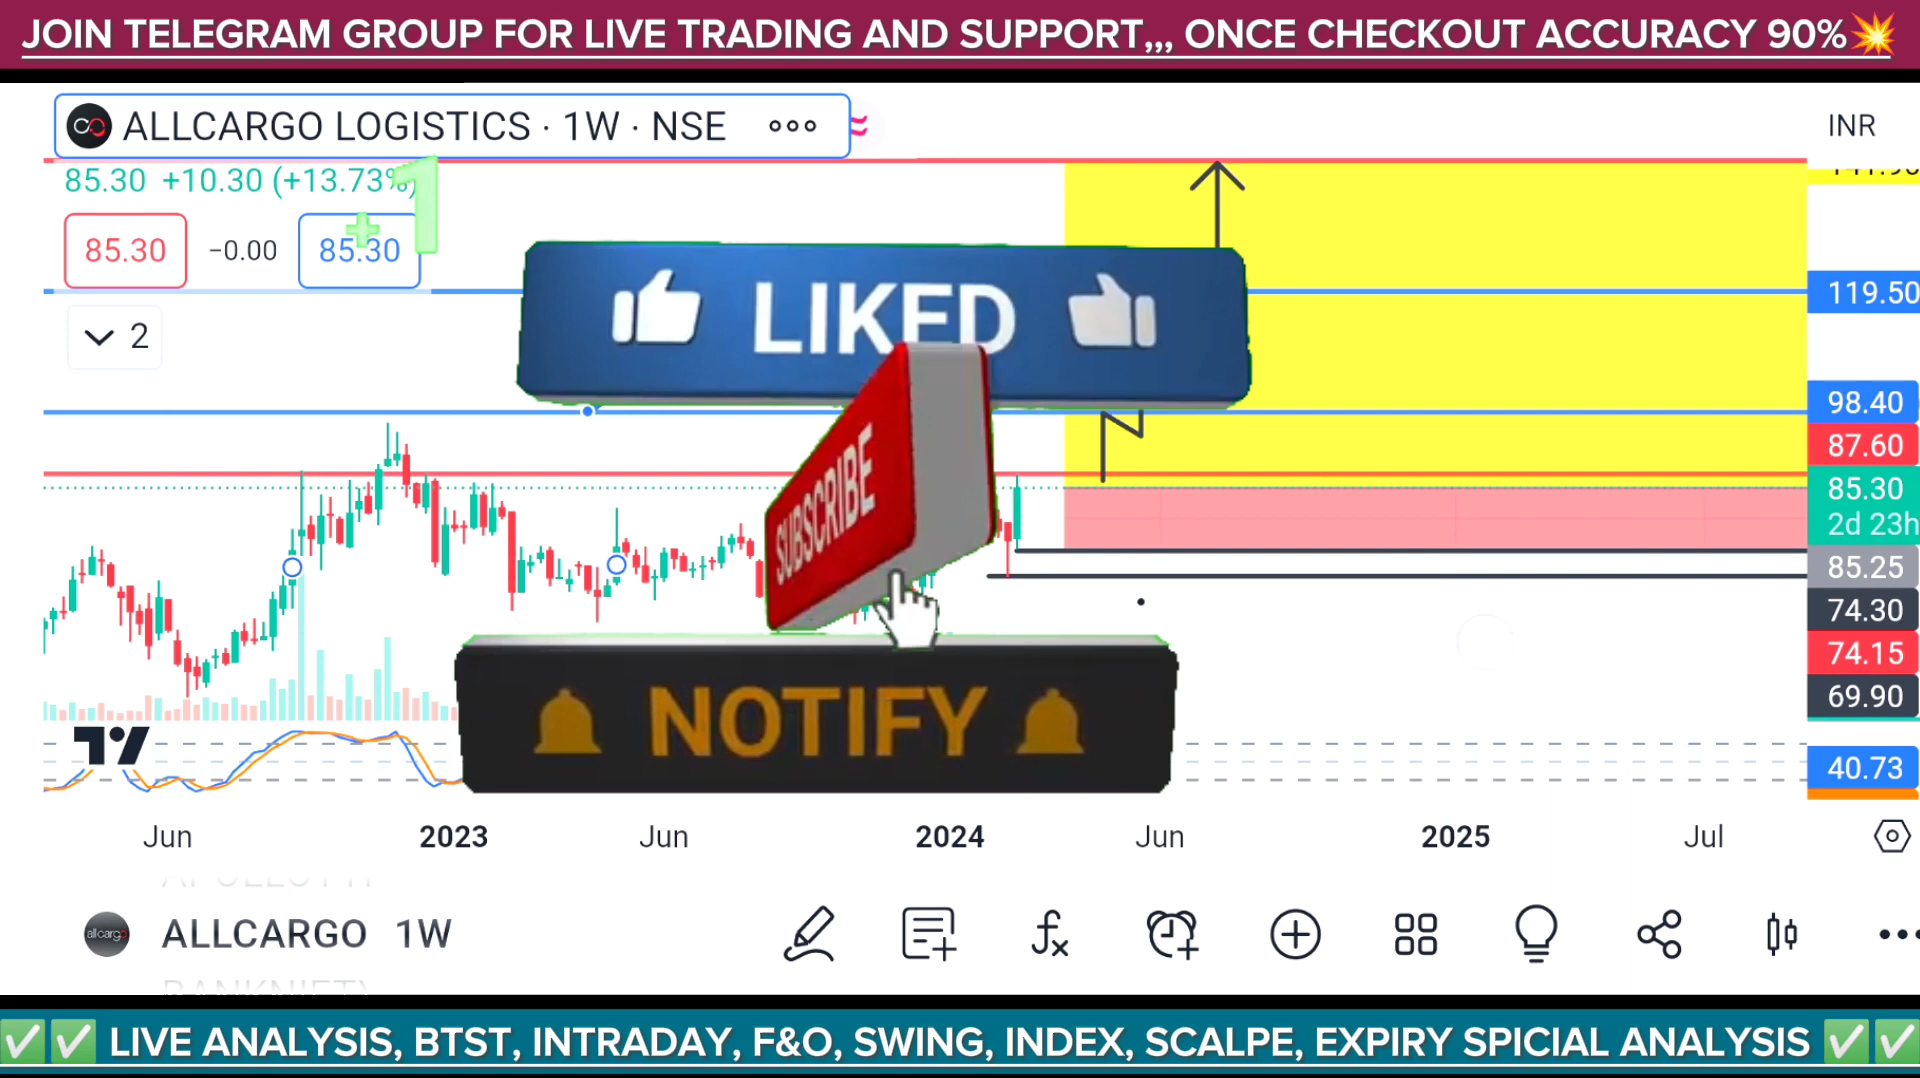 JOIN TELEGRAM GROUP FOR LIVE TRADING AND SUPPORT,,, ONCE CHECKOUT ACCURACY 90%💥
ALLCARGO LOGISTICS · 1W · NSE
INR
85.30 +10.30 (+13.73%)
+1
85.30 −0.00 85.30
2
LIKED
SUBSCRIBE
NOTIFY
119.50
98.40
87.60
85.30
2d 23h
85.25
74.30
74.15
69.90
40.73
Jun 2023 Jun 2024 Jun 2025 Jul
allcargo
ALLCARGO 1W
✅✅ LIVE ANALYSIS, BTST, INTRADAY, F&O, SWING, INDEX, SCALPE, EXPIRY SPICIAL ANALYSIS ✅✅